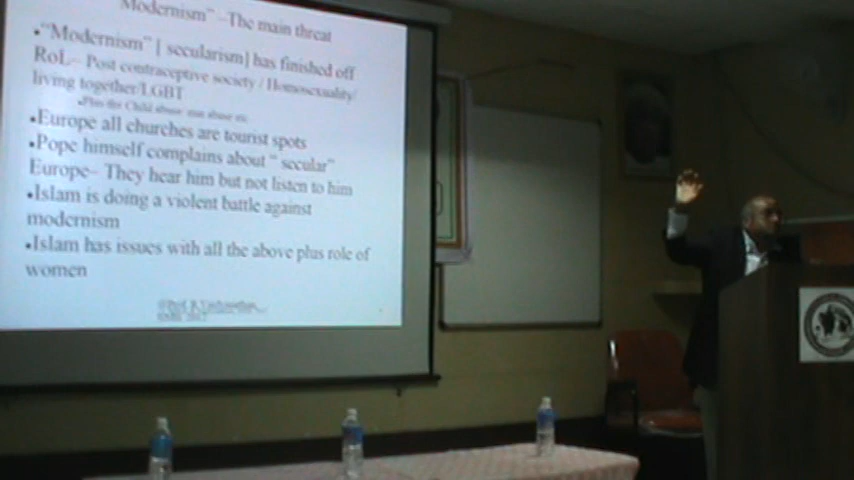 Modernism" –The main threat
•"Modernism" [ secularism] has finished off
RoL– Post contraceptive society / Homosexuality/
living together/LGBT
•Plus the Child abuse
•Europe all churches are tourist spots
•Pope himself complains about " secular"
Europe– They hear him but not listen to him
•Islam is doing a violent battle against
modernism
•Islam has issues with all the above plus role of
women
@Prof. R.